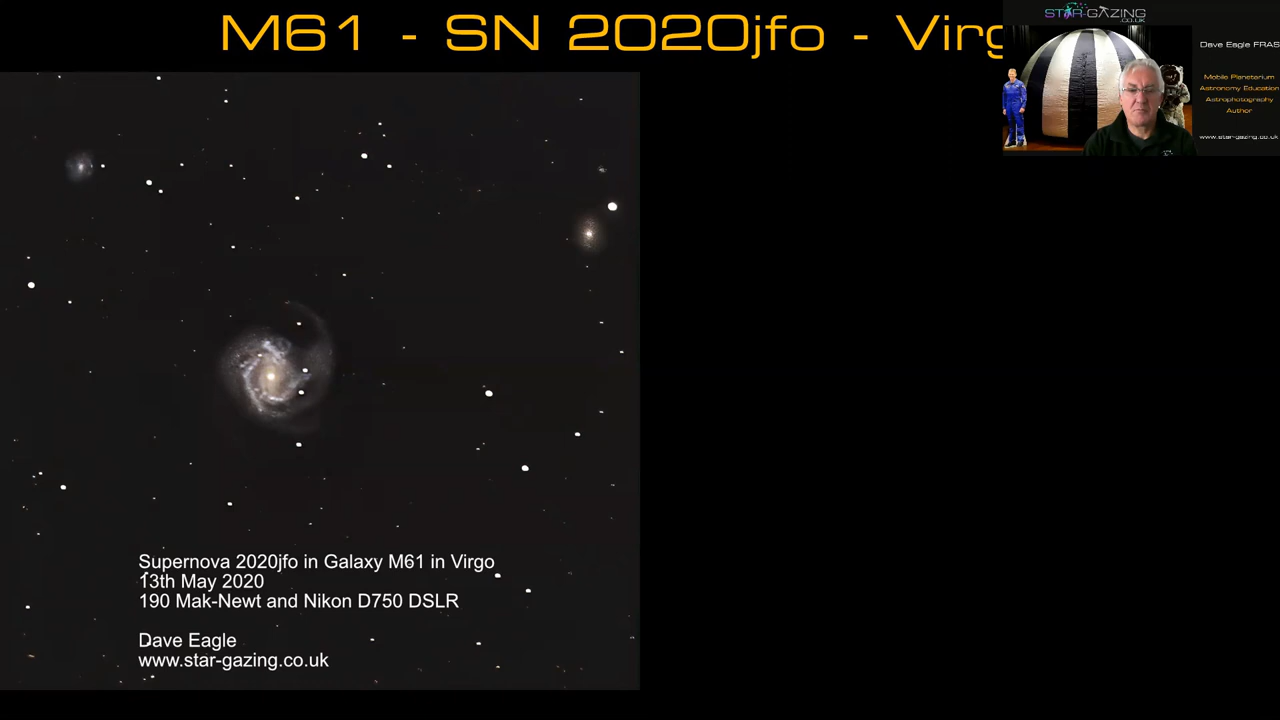 M61 - SN 2020jfo - Virg
STAR-GAZING
.CO.UK
Dave Eagle FRAS
Mobile Planetarium
Astronomy Education
Astrophotography
Author
www.star-gazing.co.uk
Supernova 2020jfo in Galaxy M61 in Virgo
13th May 2020
190 Mak-Newt and Nikon D750 DSLR
Dave Eagle
www.star-gazing.co.uk